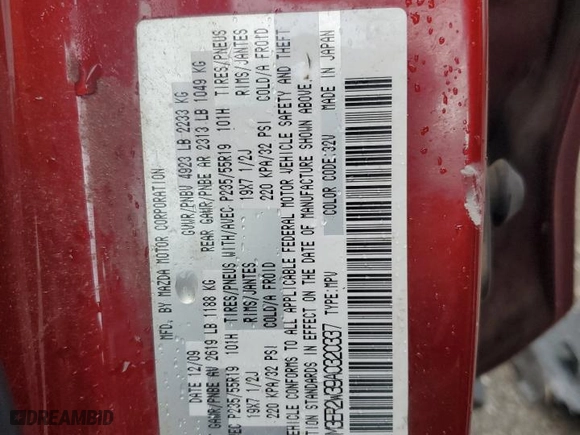 MFD. BY MAZDA MOTOR CORPORATION
DATE 12/09 GVWR/PNBV 4923 LB 2233 KG
GAWR/PNBE AV 2619 LB 1188 KG REAR GAWR/PNBE AR 2313 LB 1049 KG
P235/55R19 101H TIRES/PNEUS WITH/AVEC P235/55R19 101H TIRES/PNEUS
19X7 1/2J RIMS/JANTES 19X7 1/2J RIMS/JANTES
220 KPA/32 PSI COLD/A FROID 220 KPA/32 PSI COLD/A FROID
VEHICLE CONFORMS TO ALL APPLICABLE FEDERAL MOTOR VEHICLE SAFETY AND THEFT
STANDARDS IN EFFECT ON THE DATE OF MANUFACTURE SHOWN ABOVE
TYPE:MPV COLOR CODE:32V MADE IN JAPAN
DREAMBID